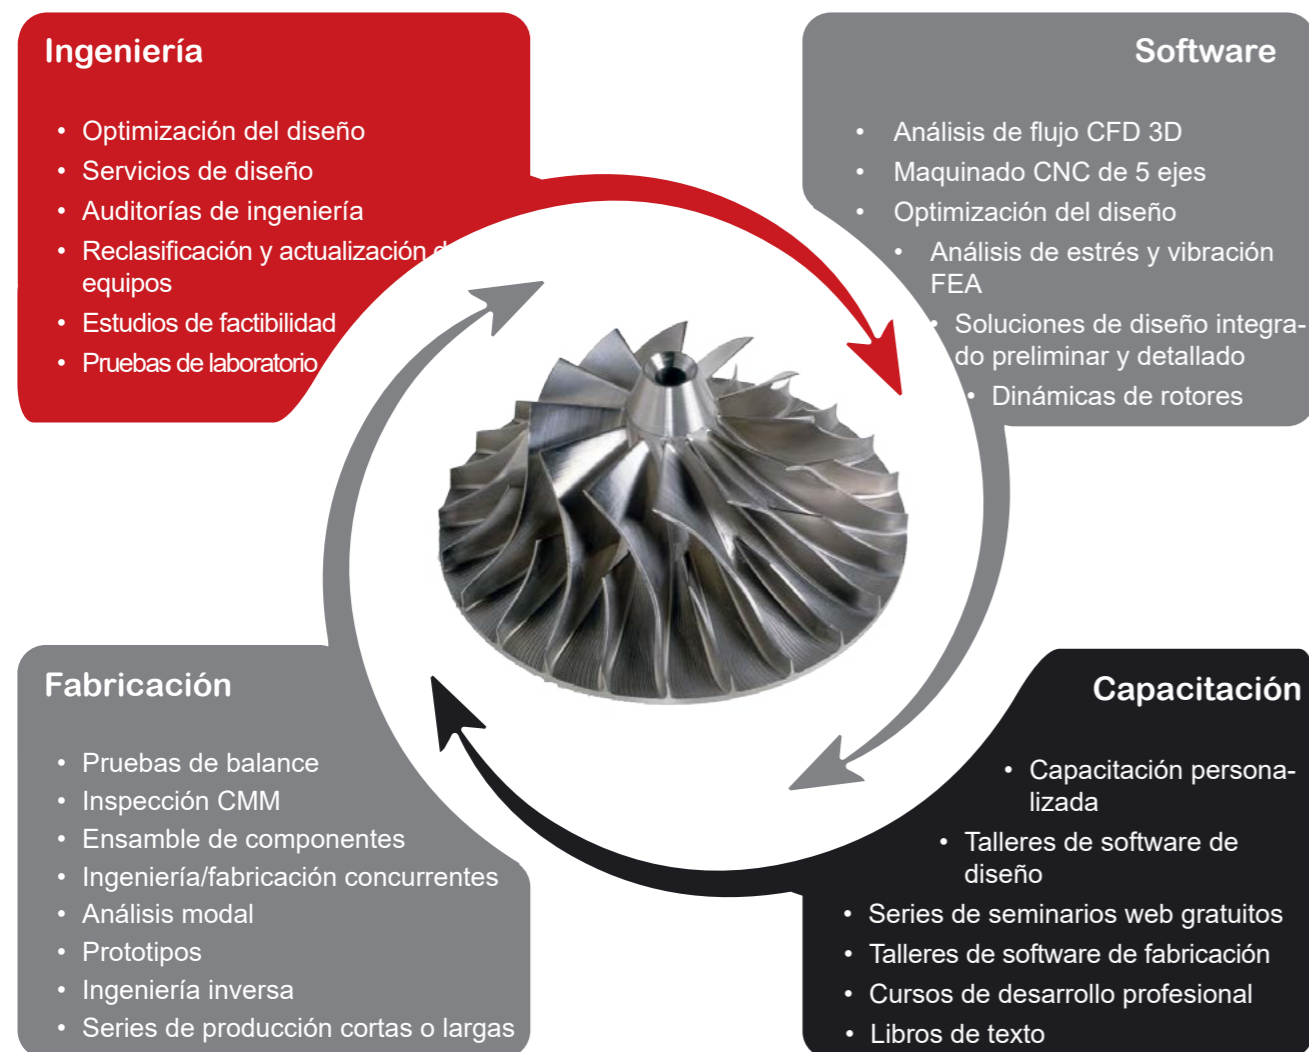 Ingeniería
• Optimización del diseño
• Servicios de diseño
• Auditorías de ingeniería
• Reclasificación y actualización
equipos
• Estudios de factibilidad
• Pruebas de laboratorio
Software
• Análisis de flujo CFD 3D
• Maquinado CNC de 5 ejes
• Optimización del diseño
• Análisis de estrés y vibración
FEA
• Soluciones de diseño integra-
do preliminar y detallado
• Dinámicas de rotores
Fabricación
• Pruebas de balance
• Inspección CMM
• Ensamble de componentes
• Ingeniería/fabricación concurrentes
• Análisis modal
• Prototipos
• Ingeniería inversa
• Series de producción cortas o largas
Capacitación
• Capacitación persona-
lizada
• Talleres de software de
diseño
• Series de seminarios web gratuitos
• Talleres de software de fabricación
• Cursos de desarrollo profesional
• Libros de texto